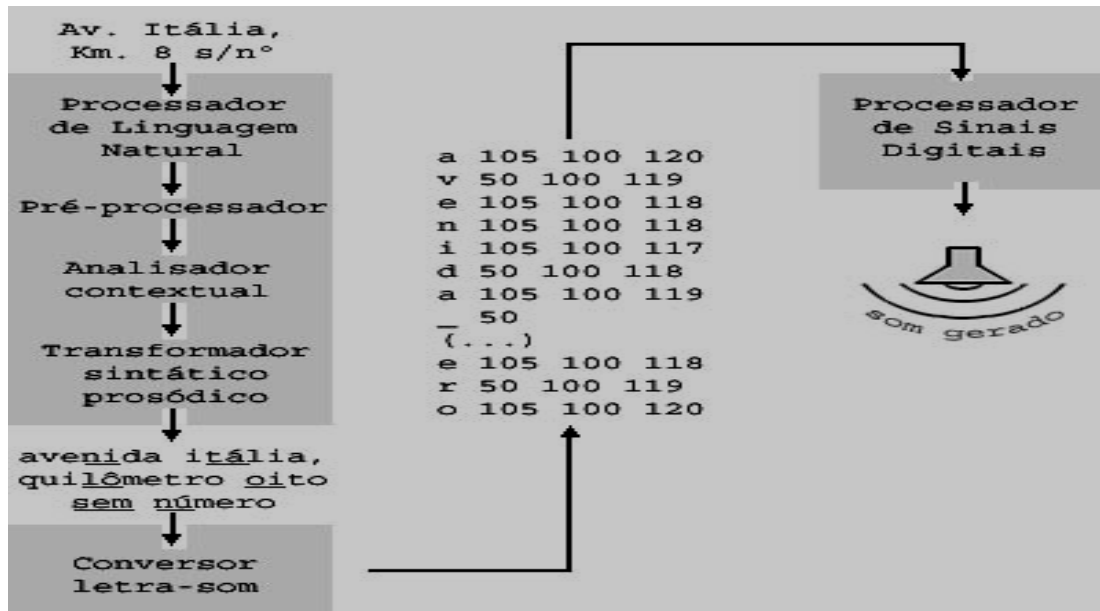 Av. Itália,
Km. 8 s/nº
Processador
de Linguagem
Natural
Pré-processador
Analisador
contextual
Transformador
sintático
prosódico
avenida itália,
quilômetro oito
sem número
Conversor
letra-som
a 105 100 120
v 50 100 119
e 105 100 118
n 105 100 118
i 105 100 117
d 50 100 118
a 105 100 119
_ 50
(...)
e 105 100 118
r 50 100 119
o 105 100 120
Processador
de Sinais
Digitais
som gerado